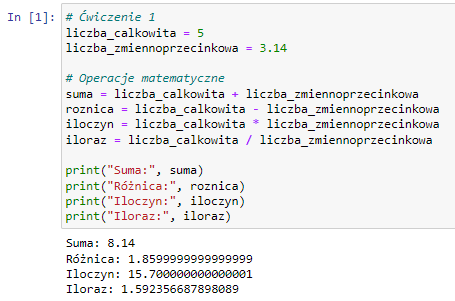 In [1]: # Ćwiczenie 1
liczba_calkowita = 5
liczba_zmiennoprzecinkowa = 3.14
# Operacje matematyczne
suma = liczba_calkowita + liczba_zmiennoprzecinkowa
roznica = liczba_calkowita - liczba_zmiennoprzecinkowa
iloczyn = liczba_calkowita * liczba_zmiennoprzecinkowa
iloraz = liczba_calkowita / liczba_zmiennoprzecinkowa
print("Suma:", suma)
print("Różnica:", roznica)
print("Iloczyn:", iloczyn)
print("Iloraz:", iloraz)
Suma: 8.14
Różnica: 1.8599999999999999
Iloczyn: 15.700000000000001
Iloraz: 1.592356687898089